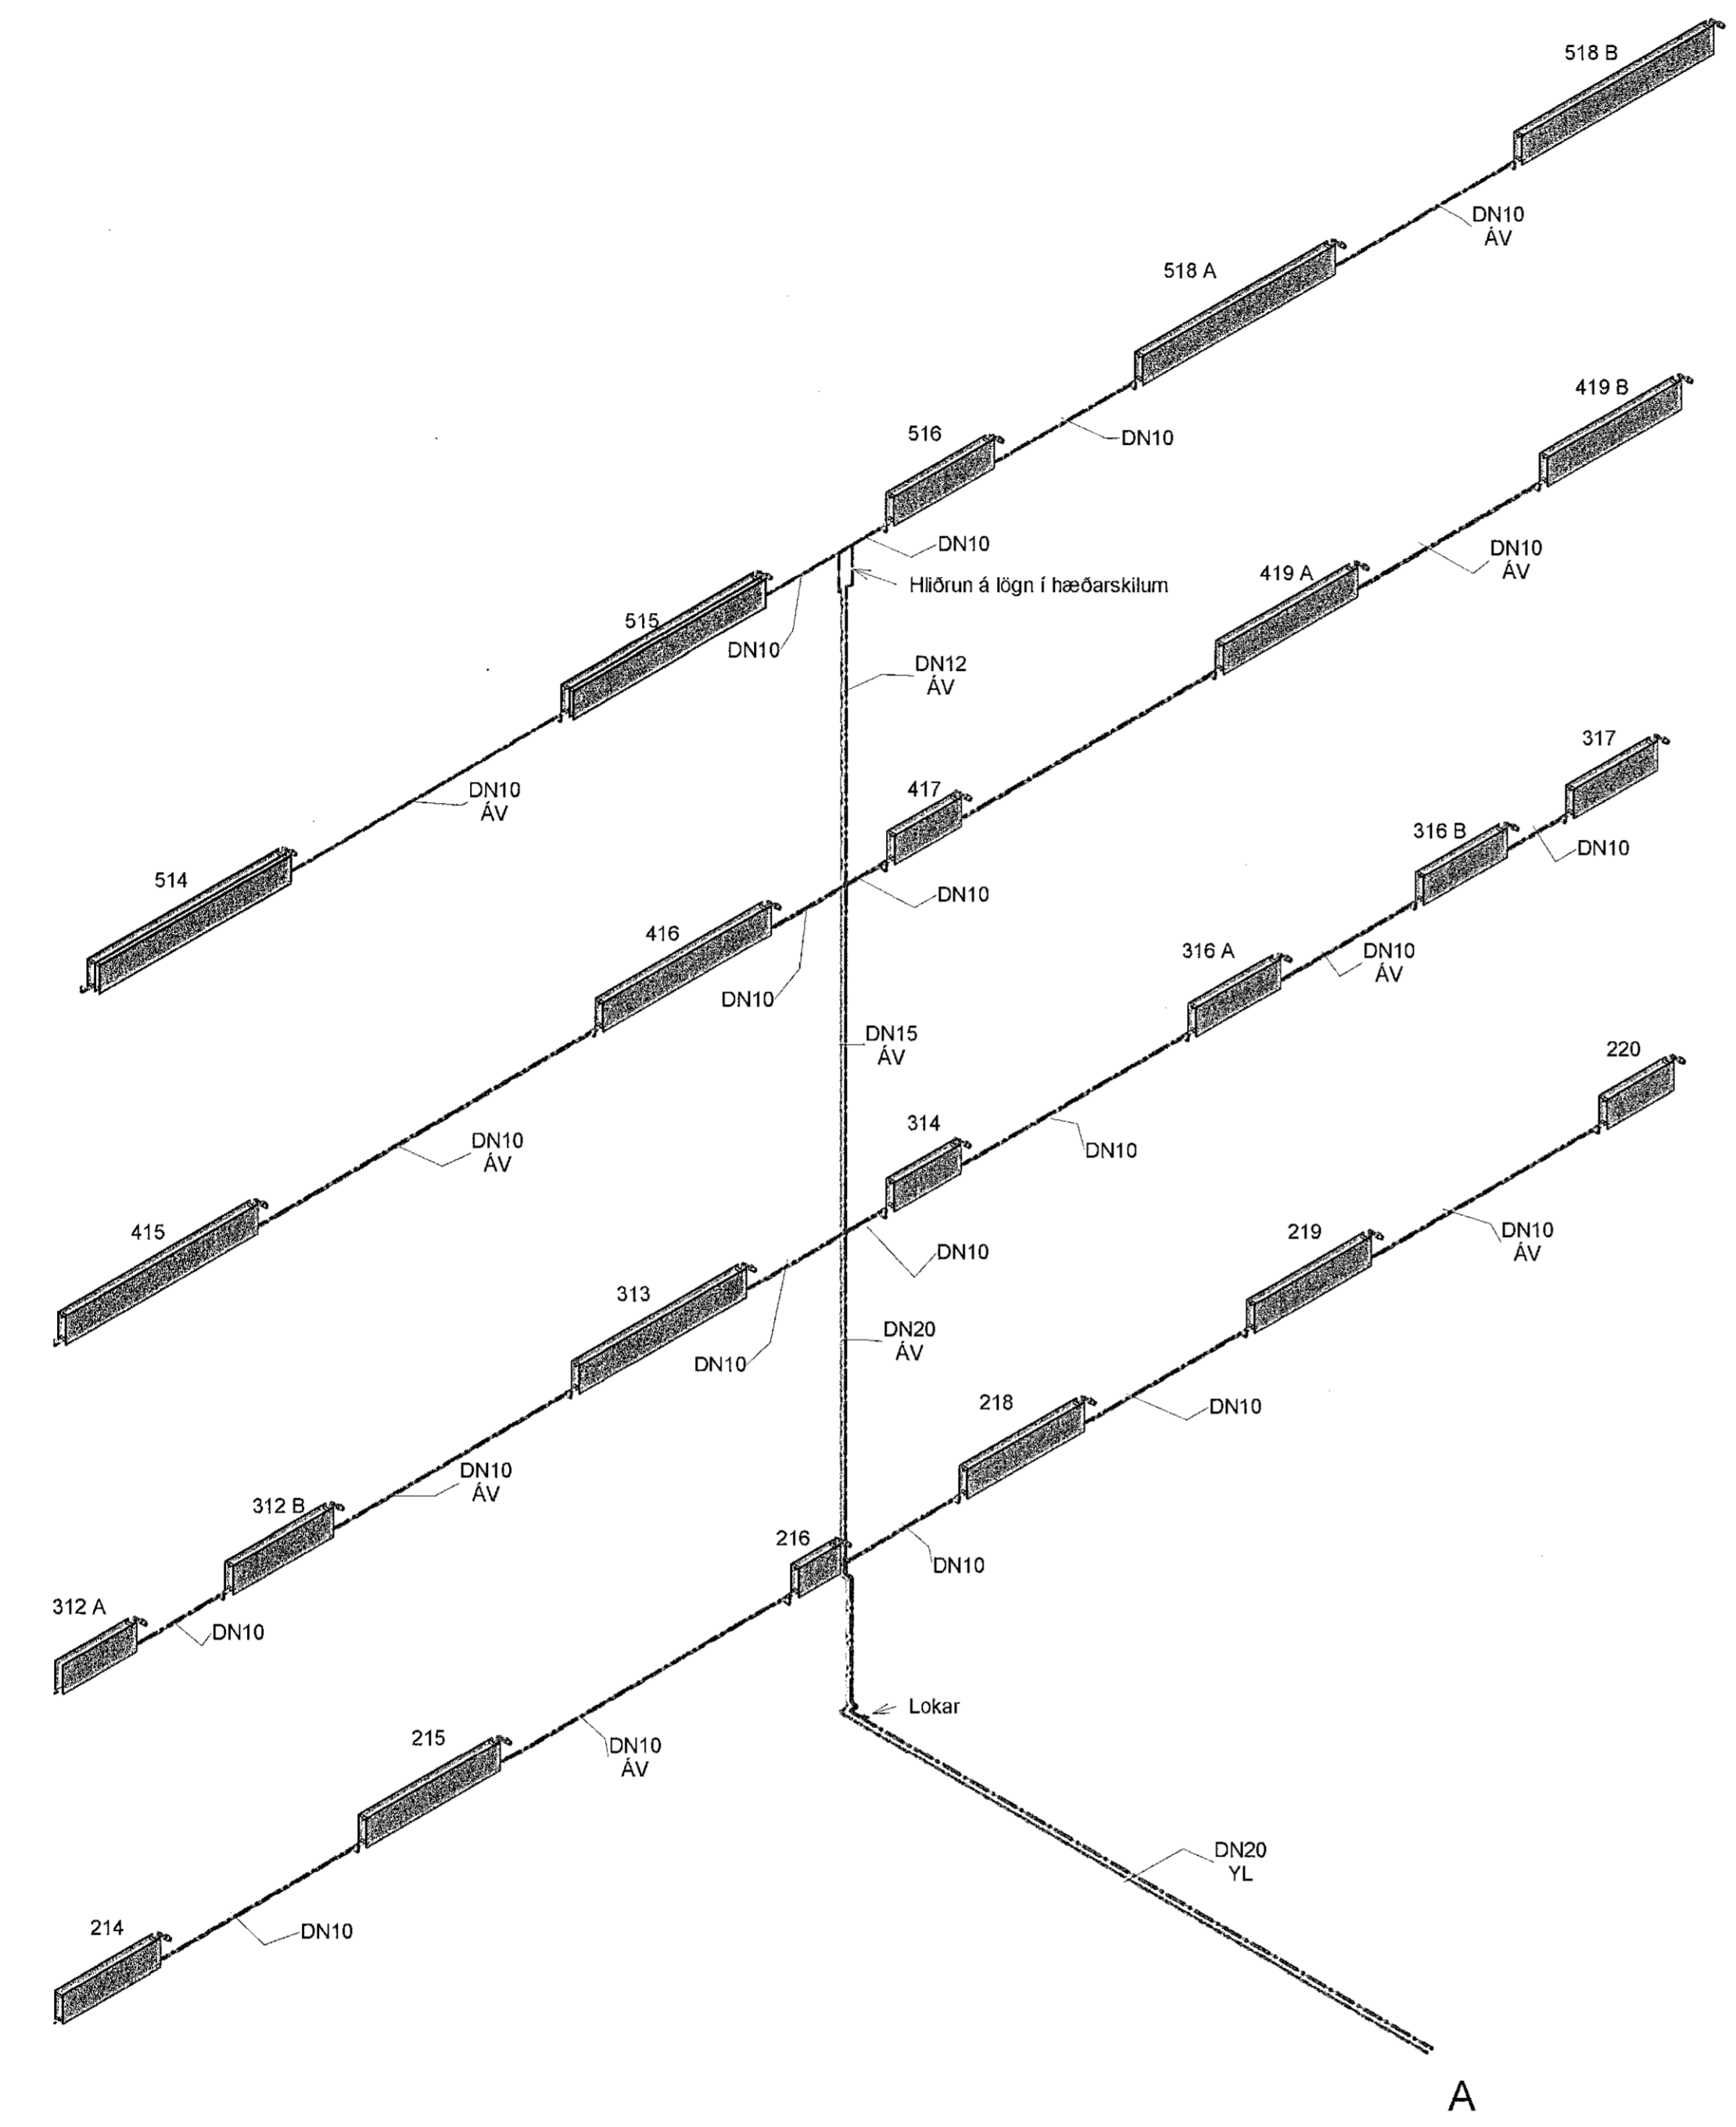 518 B
DN10
ÁV
518 A
419 B
516
DN10
DN10
DN10
ÁV
419 A
Hliðrun á lögn í hæðarskilum
515
DN10
DN12
ÁV
317
417
DN10
ÁV
316 B
DN10
514
DN10
416
316 A
DN10
ÁV
DN10
DN15
ÁV
220
314
DN10
ÁV
DN10
415
219
DN10
ÁV
DN10
313
DN20
ÁV
DN10
218
DN10
DN10
ÁV
312 B
216
DN10
312 A
DN10
Lokar
215
DN10
ÁV
DN20
YL
214
DN10
A